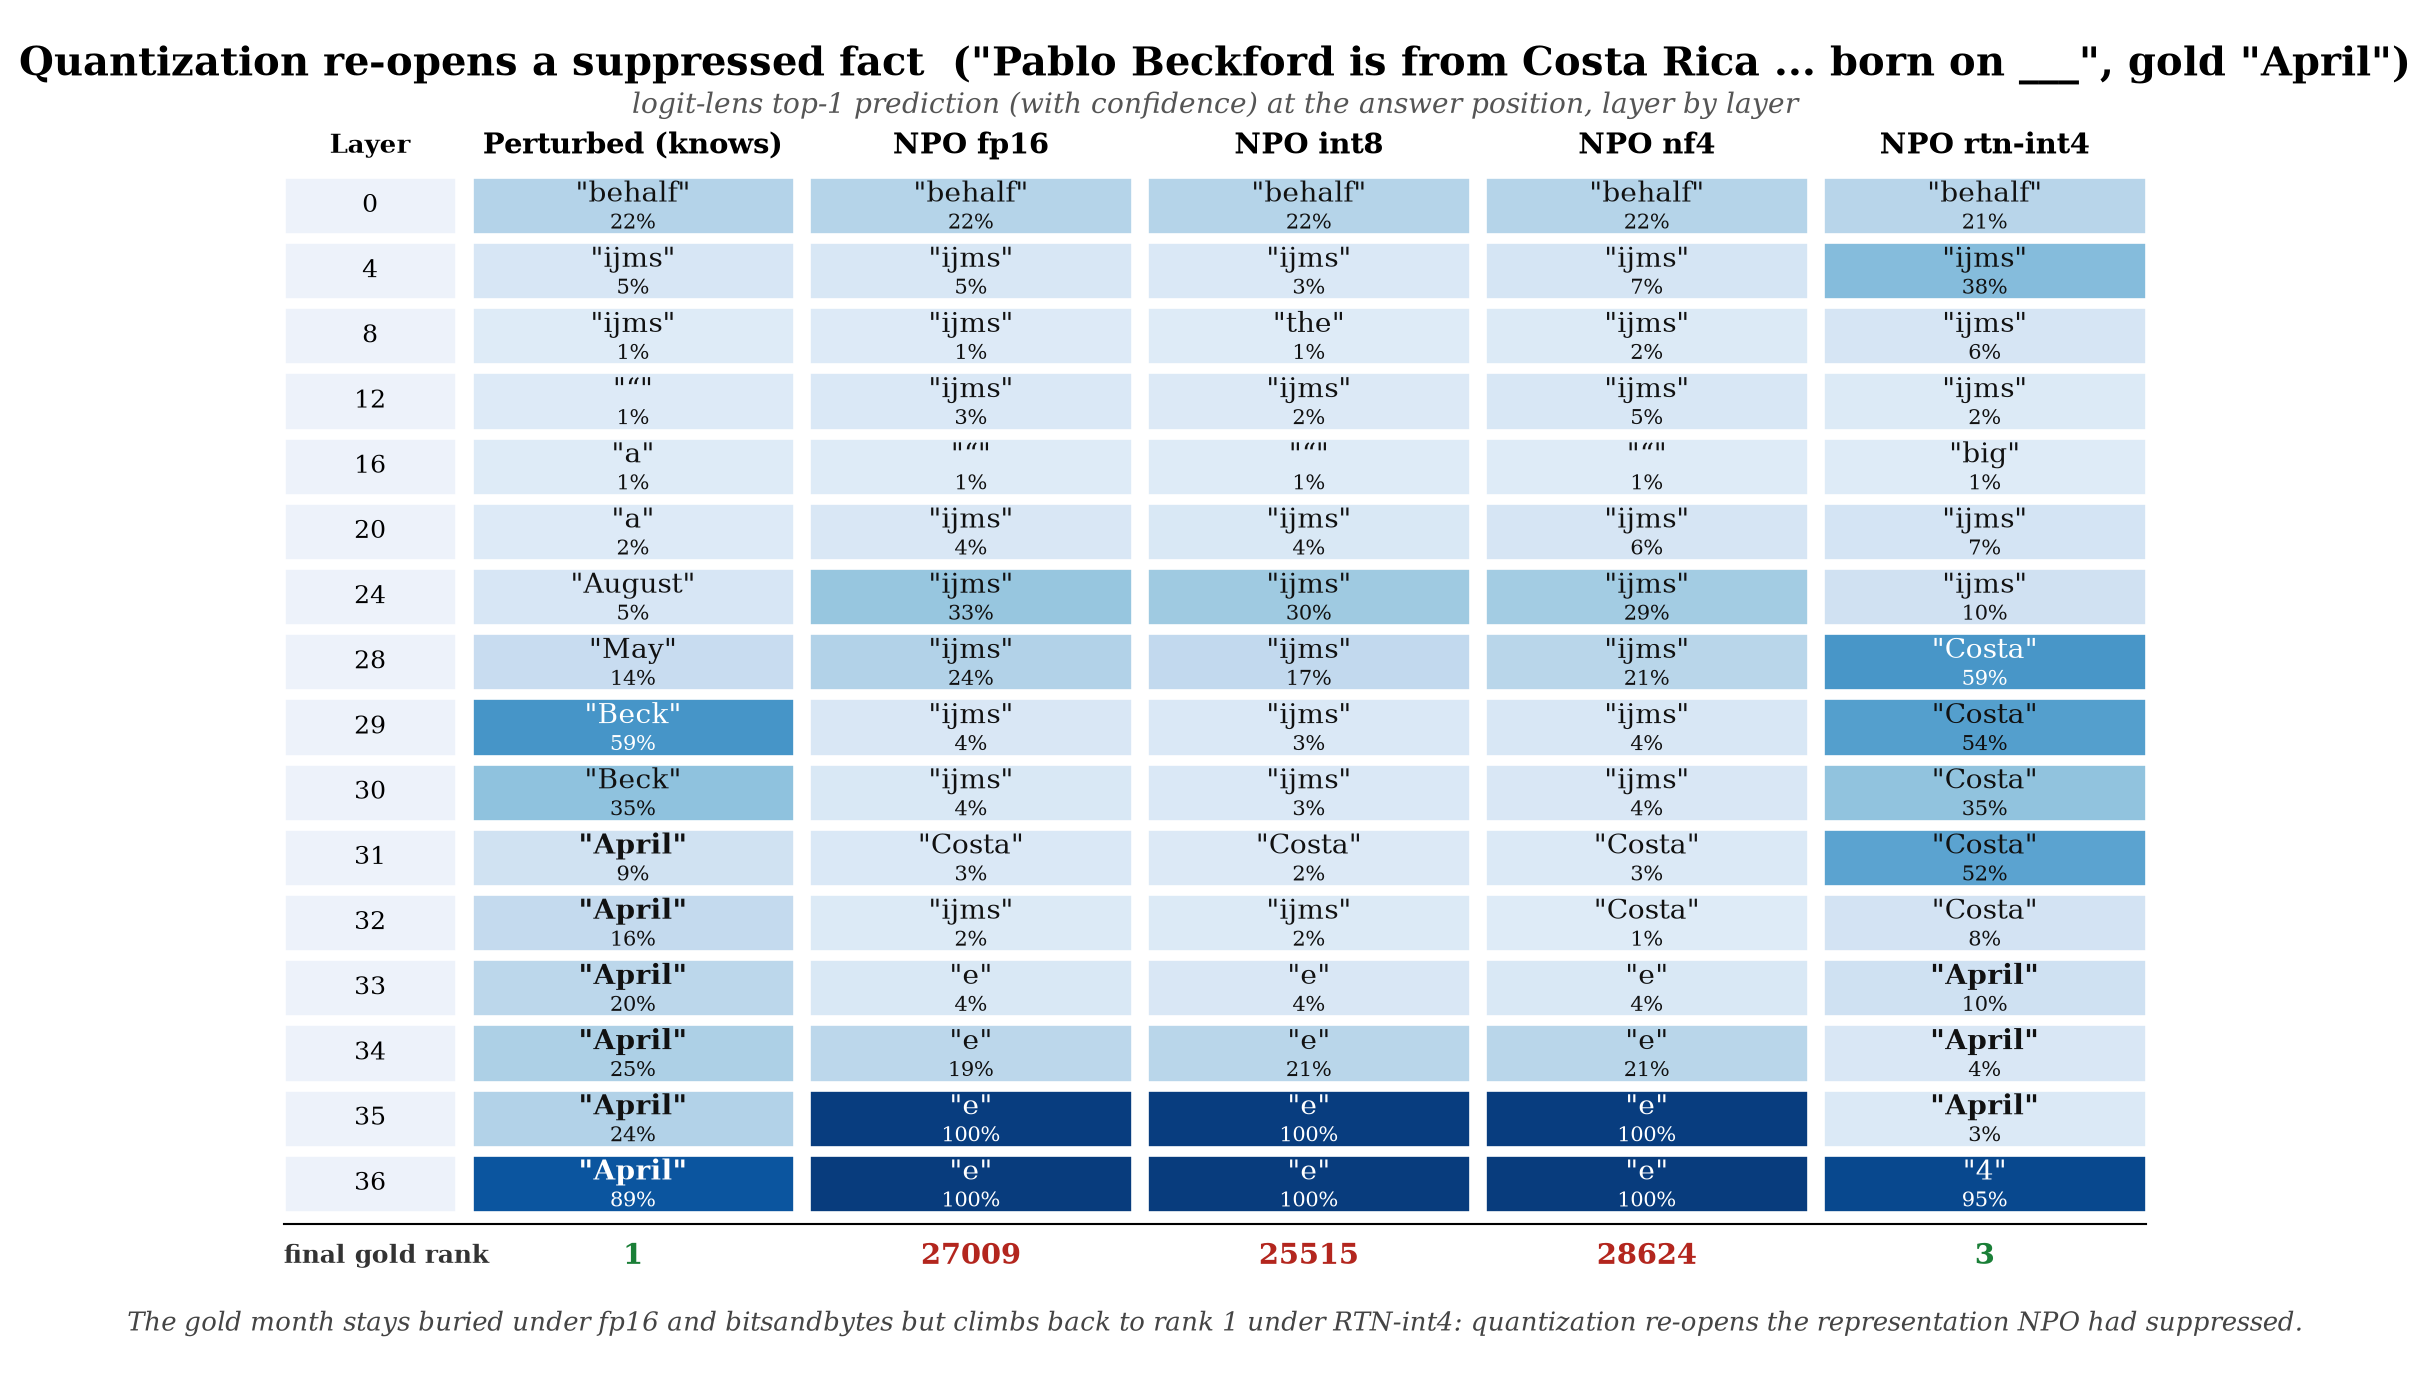 Quantization re-opens a suppressed fact ("Pablo Beckford is from Costa Rica ... born on ___", gold "April")
logit-lens top-1 prediction (with confidence) at the answer position, layer by layer
Layer Perturbed (knows) NPO fp16 NPO int8 NPO nf4 NPO rtn-int4
0 "behalf" "behalf" "behalf" "behalf" "behalf"
22% 22% 22% 22% 21%
4 "ijms" "ijms" "ijms" "ijms" "ijms"
5% 5% 3% 7% 38%
8 "ijms" "ijms" "the" "ijms" "ijms"
1% 1% 1% 2% 6%
12 "“" "ijms" "ijms" "ijms" "ijms"
1% 3% 2% 5% 2%
16 "a" "“" "“" "“" "big"
1% 1% 1% 1% 1%
20 "a" "ijms" "ijms" "ijms" "ijms"
2% 4% 4% 6% 7%
24 "August" "ijms" "ijms" "ijms" "ijms"
5% 33% 30% 29% 10%
28 "May" "ijms" "ijms" "ijms" "Costa"
14% 24% 17% 21% 59%
29 "Beck" "ijms" "ijms" "ijms" "Costa"
59% 4% 3% 4% 54%
30 "Beck" "ijms" "ijms" "ijms" "Costa"
35% 4% 3% 4% 35%
31 "April" "Costa" "Costa" "Costa" "Costa"
9% 3% 2% 3% 52%
32 "April" "ijms" "ijms" "Costa" "Costa"
16% 2% 2% 1% 8%
33 "April" "e" "e" "e" "April"
20% 4% 4% 4% 10%
34 "April" "e" "e" "e" "April"
25% 19% 21% 21% 4%
35 "April" "e" "e" "e" "April"
24% 100% 100% 100% 3%
36 "April" "e" "e" "e" "4"
89% 100% 100% 100% 95%
final gold rank 1 27009 25515 28624 3
The gold month stays buried under fp16 and bitsandbytes but climbs back to rank 1 under RTN-int4: quantization re-opens the representation NPO had suppressed.